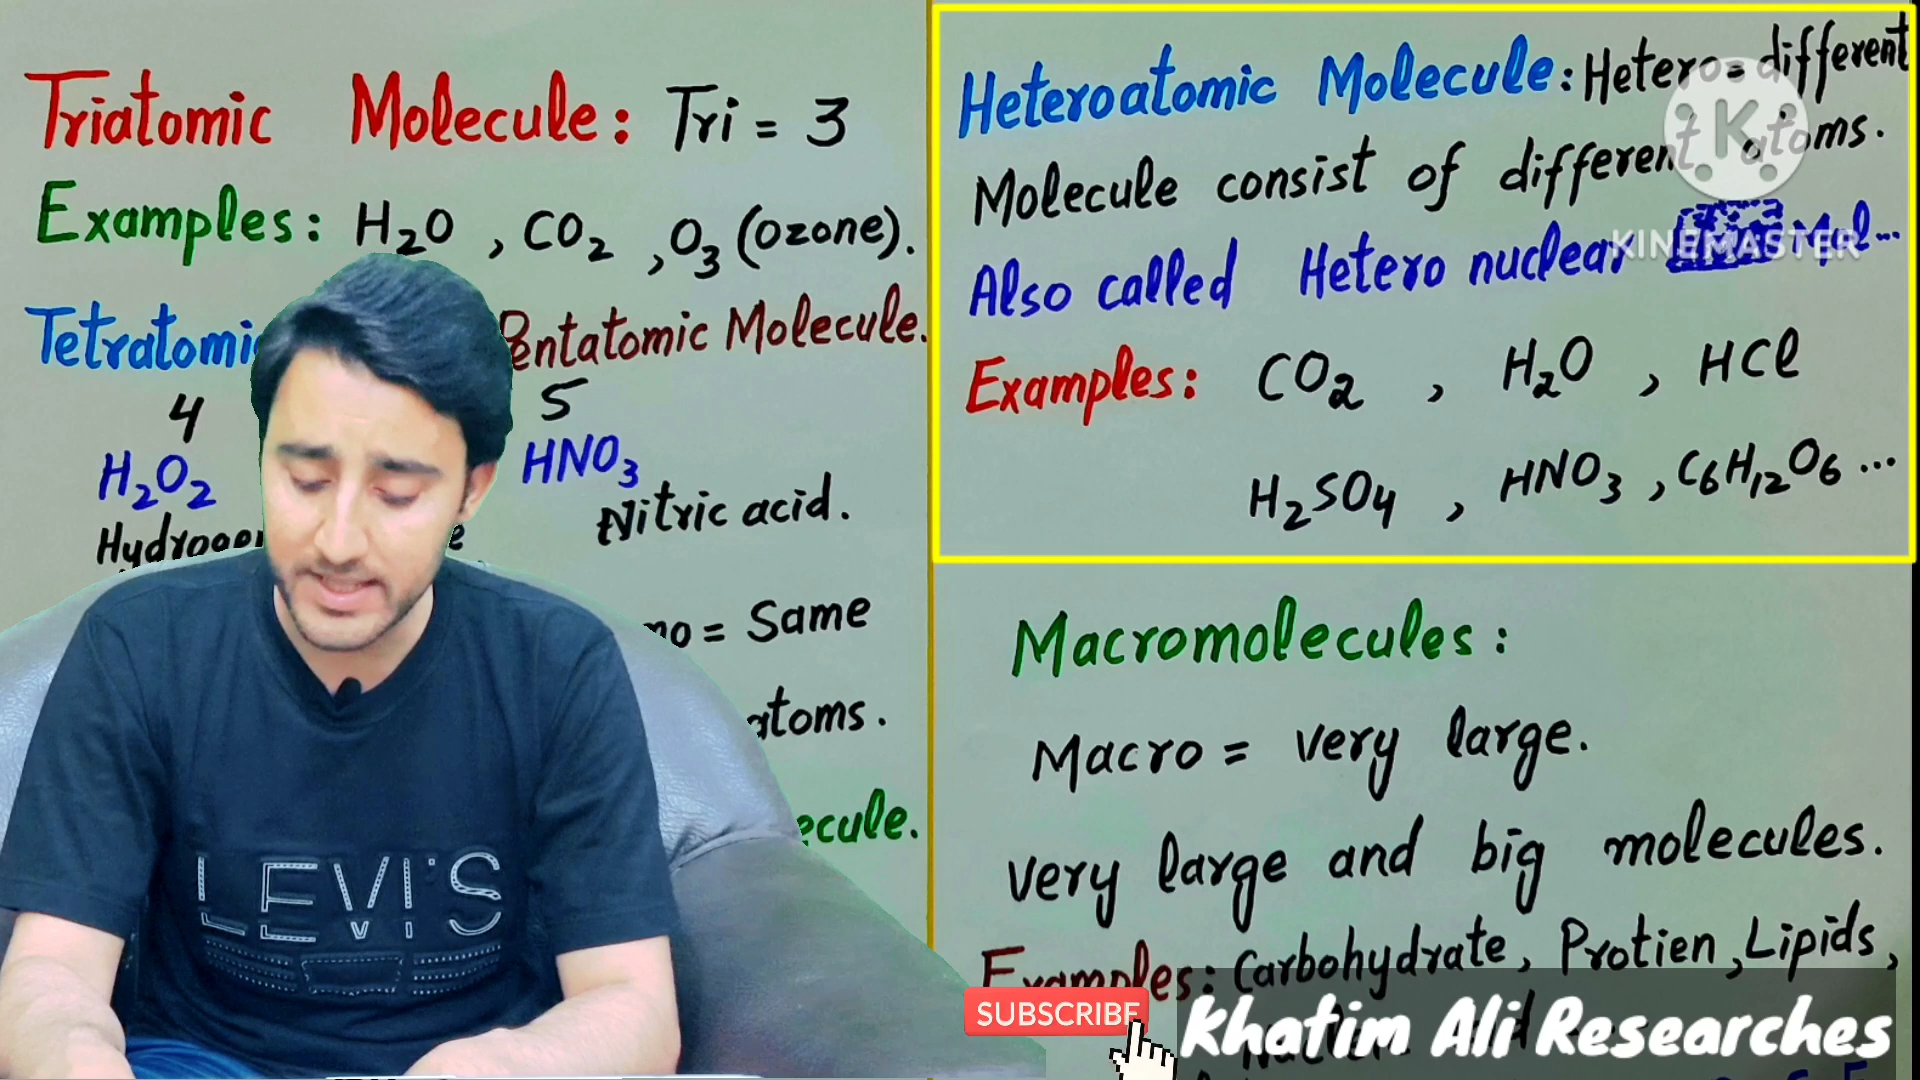 Triatomic Molecule: Tri = 3
Examples: H₂O , CO₂ , O₃ (Ozone).
Tetratomic Pentatomic Molecule.
4 5
H₂O₂ HNO₃
Nitric acid.
= Same
atoms.
Heteroatomic Molecule: Hetero = different
Molecule consist of different atoms.
Also called Hetero nuclear Mol...
Examples: CO₂ , H₂O , HCl
H₂SO₄ , HNO₃ , C₆H₁₂O₆ ...
Macromolecules:
Macro = very large.
very large and big molecules.
Examples: Carbohydrate, Protien, Lipids,
K
KINEMASTER
LEVI'S
SUBSCRIBE
Khatim Ali Researches